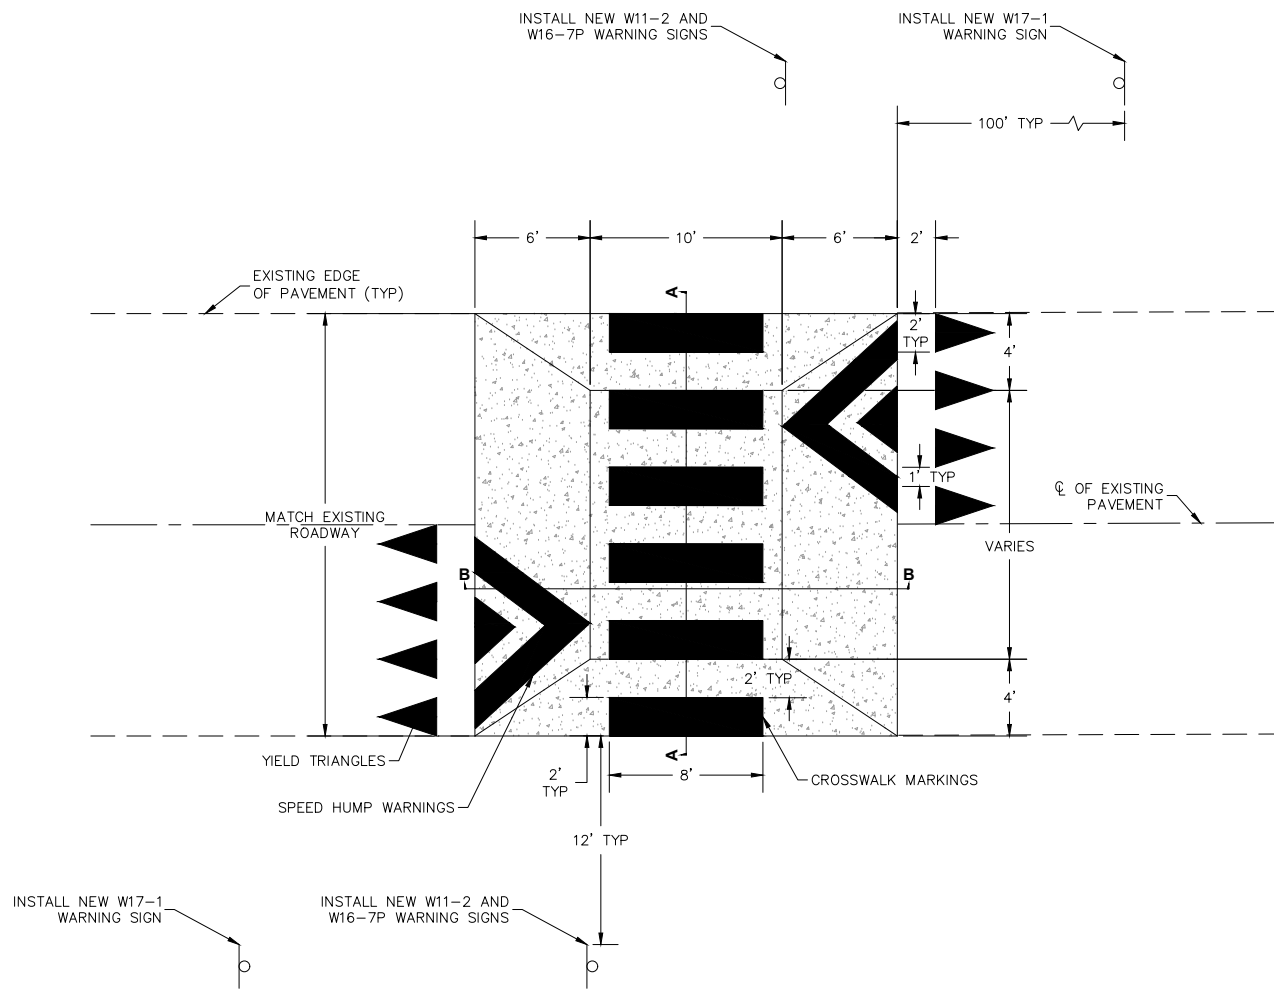 INSTALL NEW W11-2 AND
W16-7P WARNING SIGNS
INSTALL NEW W17-1
WARNING SIGN
100' TYP
6'
10'
6'
2'
EXISTING EDGE
OF PAVEMENT (TYP)
A
2'
TYP
4'
1' TYP
℄ OF EXISTING
PAVEMENT
MATCH EXISTING
ROADWAY
VARIES
B
B
2' TYP
4'
A
YIELD TRIANGLES
2'
TYP
8'
CROSSWALK MARKINGS
SPEED HUMP WARNINGS
12' TYP
INSTALL NEW W17-1
WARNING SIGN
INSTALL NEW W11-2 AND
W16-7P WARNING SIGNS